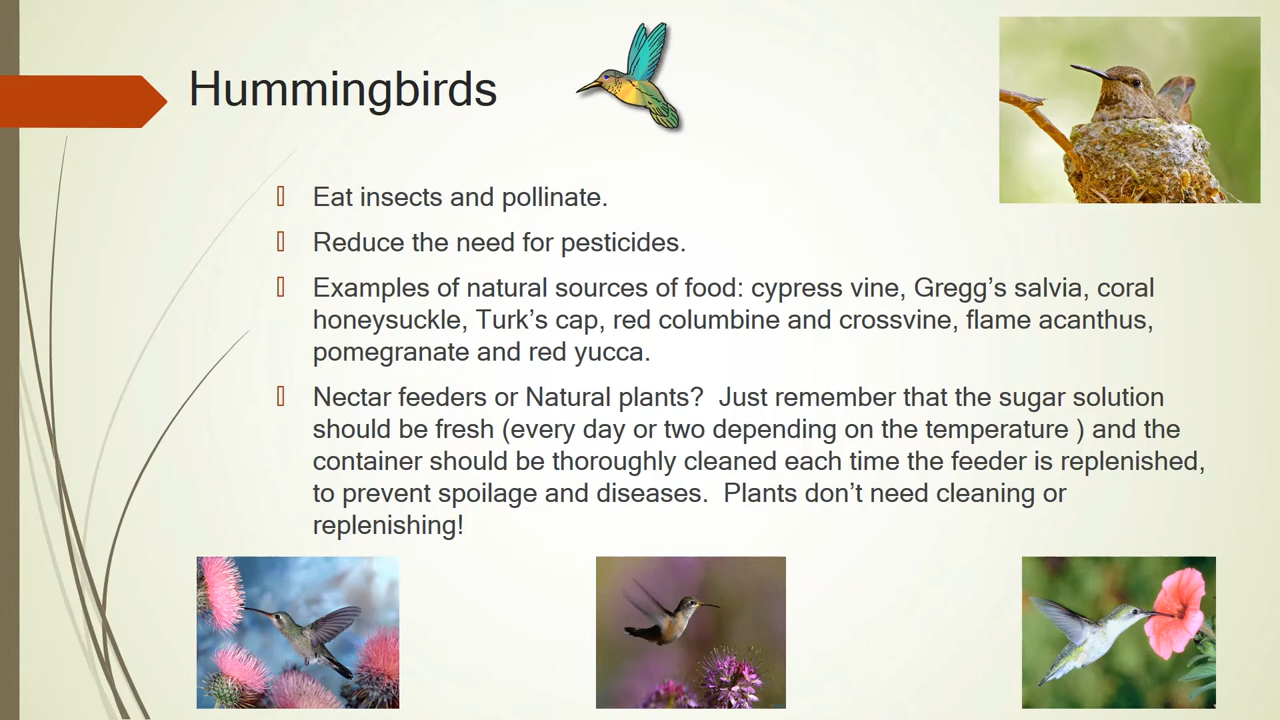 Hummingbirds
Eat insects and pollinate.
Reduce the need for pesticides.
Examples of natural sources of food: cypress vine, Gregg’s salvia, coral
honeysuckle, Turk’s cap, red columbine and crossvine, flame acanthus,
pomegranate and red yucca.
Nectar feeders or Natural plants?  Just remember that the sugar solution
should be fresh (every day or two depending on the temperature ) and the
container should be thoroughly cleaned each time the feeder is replenished,
to prevent spoilage and diseases.  Plants don’t need cleaning or
replenishing!